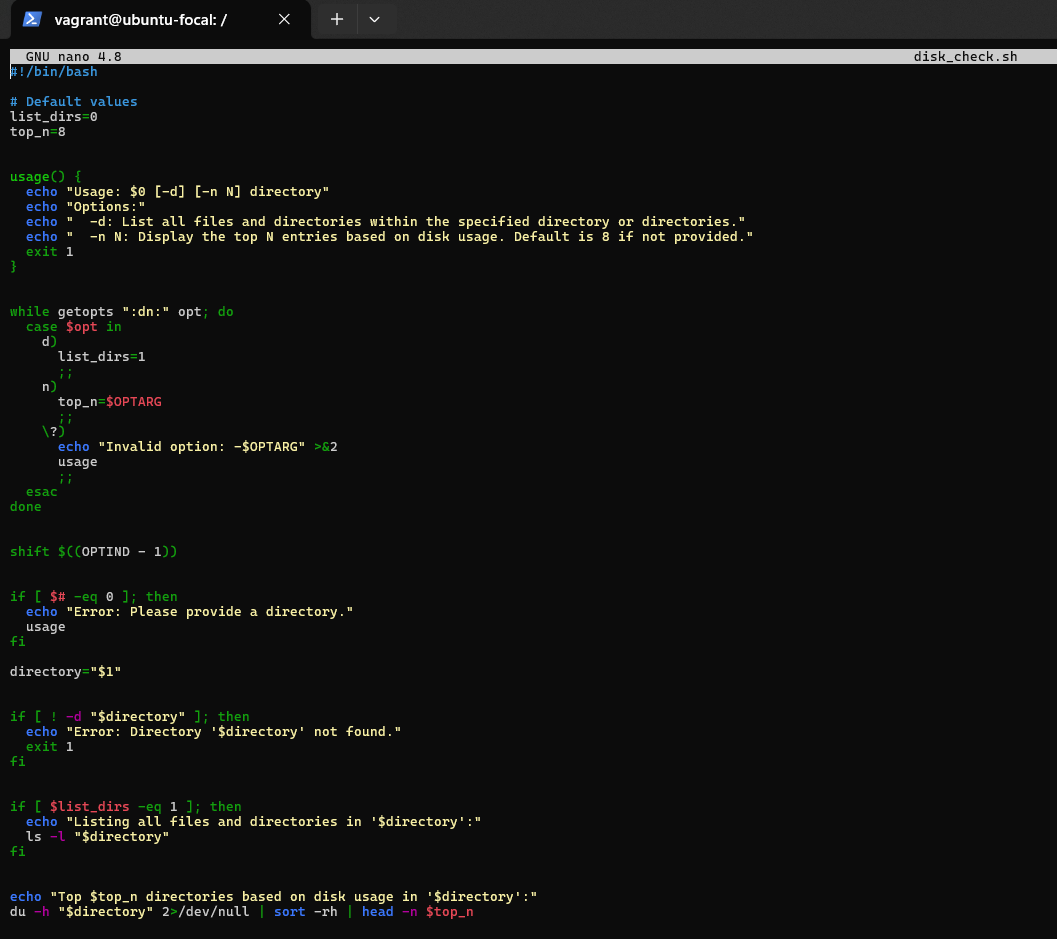 vagrant@ubuntu-focal: /
GNU nano 4.8 disk_check.sh
#!/bin/bash
# Default values
list_dirs=0
top_n=8
usage() {
  echo "Usage: $0 [-d] [-n N] directory"
  echo "Options:"
  echo "  -d: List all files and directories within the specified directory or directories."
  echo "  -n N: Display the top N entries based on disk usage. Default is 8 if not provided."
  exit 1
}
while getopts ":dn:" opt; do
  case $opt in
    d)
      list_dirs=1
      ;;
    n)
      top_n=$OPTARG
      ;;
    \?)
      echo "Invalid option: -$OPTARG" >&2
      usage
      ;;
  esac
done
shift $((OPTIND - 1))
if [ $# -eq 0 ]; then
  echo "Error: Please provide a directory."
  usage
fi
directory="$1"
if [ ! -d "$directory" ]; then
  echo "Error: Directory '$directory' not found."
  exit 1
fi
if [ $list_dirs -eq 1 ]; then
  echo "Listing all files and directories in '$directory':"
  ls -l "$directory"
fi
echo "Top $top_n directories based on disk usage in '$directory':"
du -h "$directory" 2>/dev/null | sort -rh | head -n $top_n